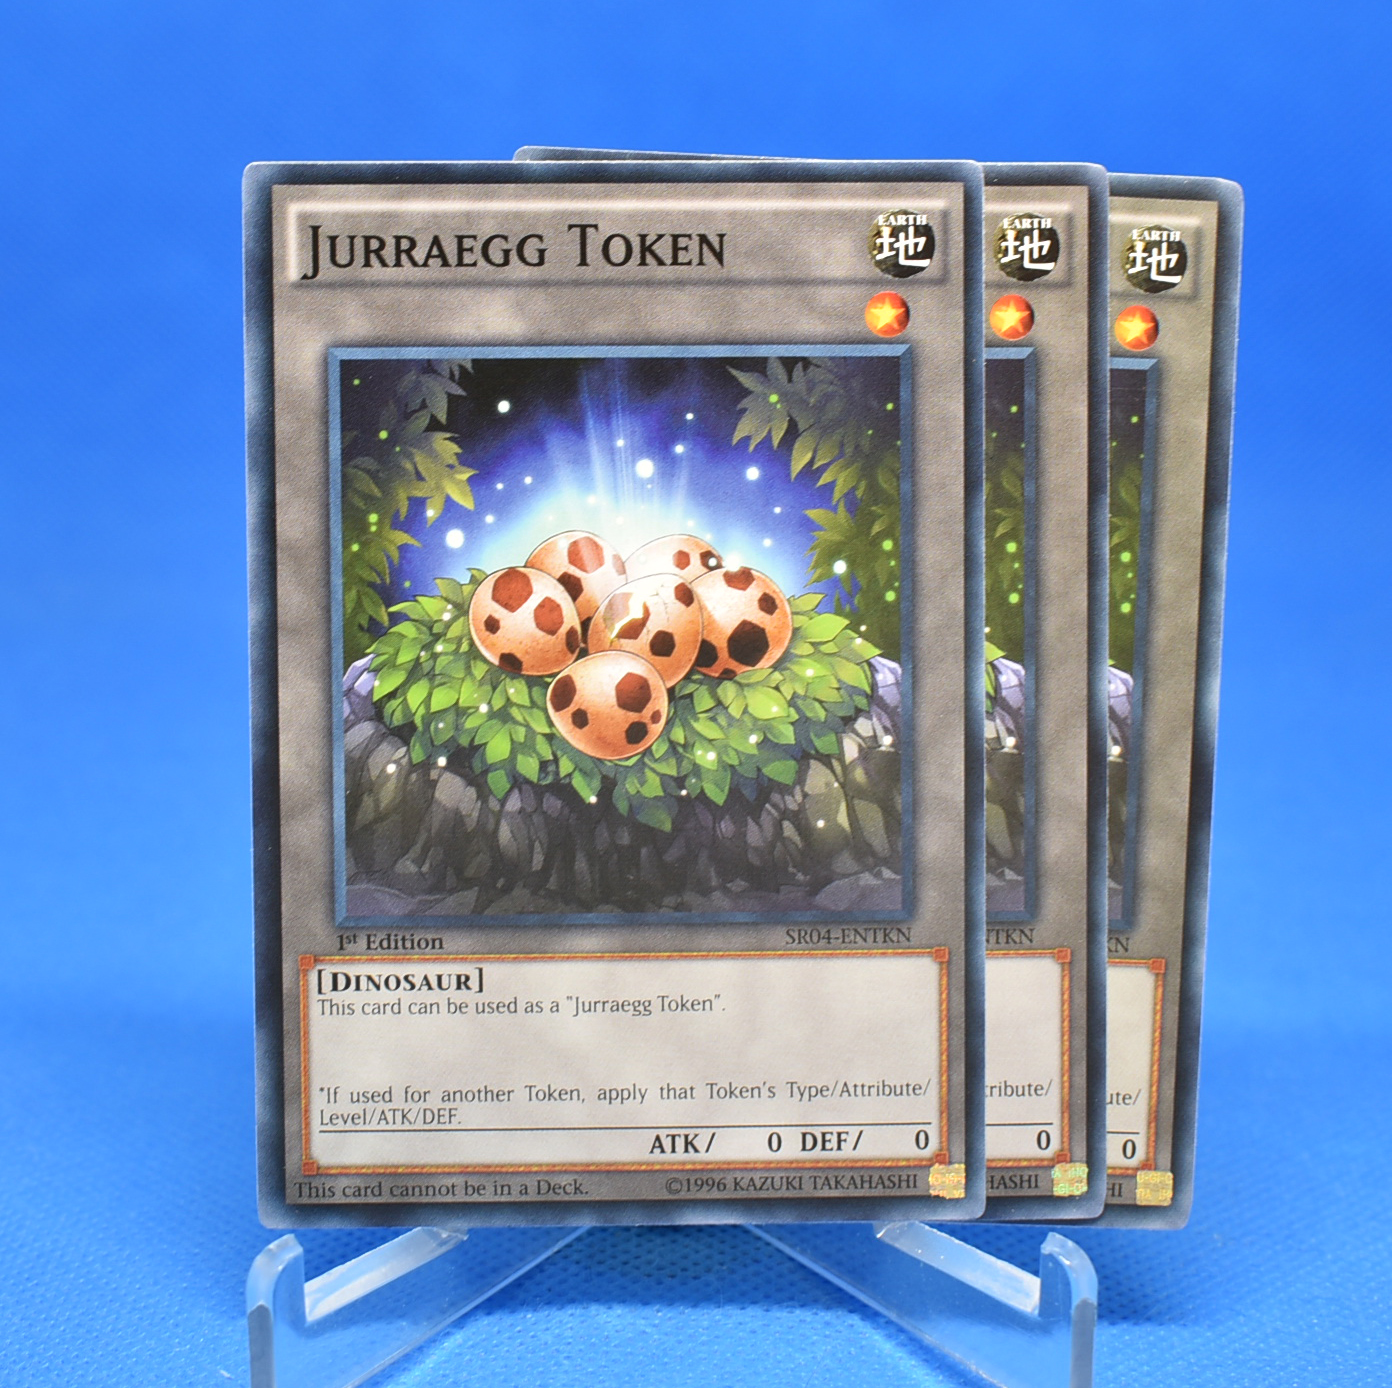 JURRAEGG TOKEN
EARTH
地
EARTH
地
EARTH
地
1st Edition
SR04-ENTKN
NTKN
KN
[DINOSAUR]
This card can be used as a "Jurraegg Token".
*If used for another Token, apply that Token's Type/Attribute/
Level/ATK/DEF.
tribute/
ute/
ATK/ 0 DEF/ 0
0
0
This card cannot be in a Deck.
©1996 KAZUKI TAKAHASHI
HASHI
HI